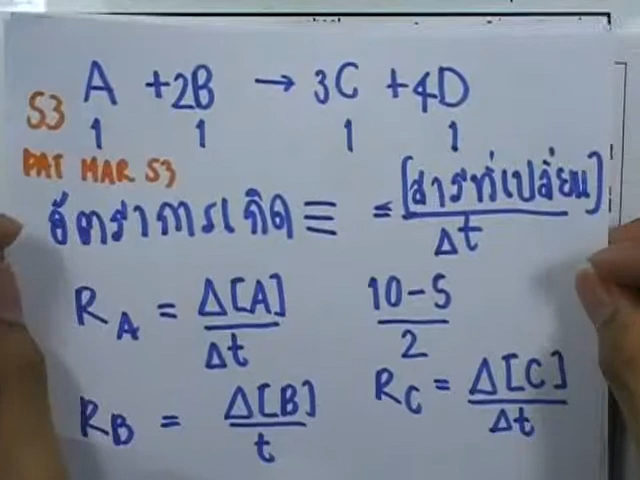 A + 2B → 3C + 4D
53 1 1 1 1
PAT MAR 53
อัตราการเกิด ≡ = [สารที่เปลี่ยน] / Δt
R_A = Δ[A] / Δt 10-5 / 2
R_B = Δ[B] / t R_C = Δ[C] / Δt